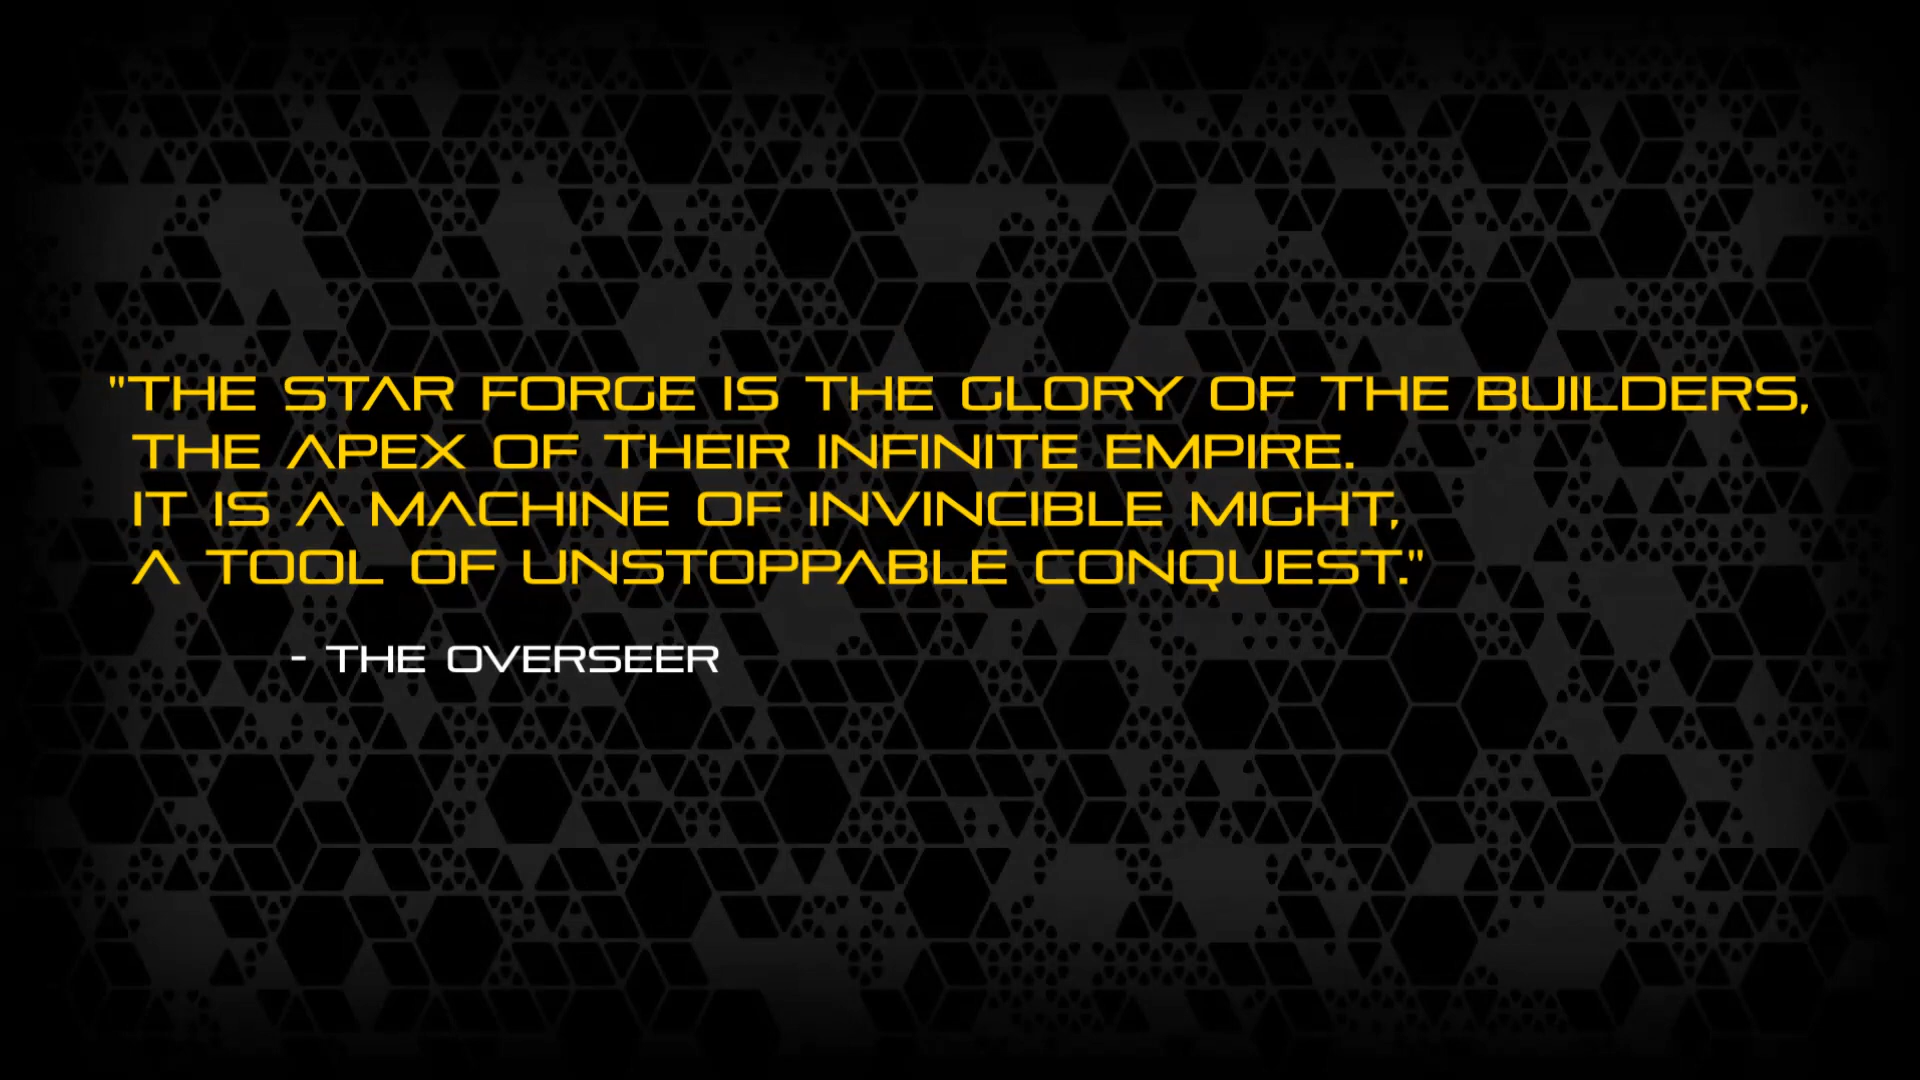 "THE STAR FORGE IS THE GLORY OF THE BUILDERS,
THE APEX OF THEIR INFINITE EMPIRE.
IT IS A MACHINE OF INVINCIBLE MIGHT,
A TOOL OF UNSTOPPABLE CONQUEST."
- THE OVERSEER